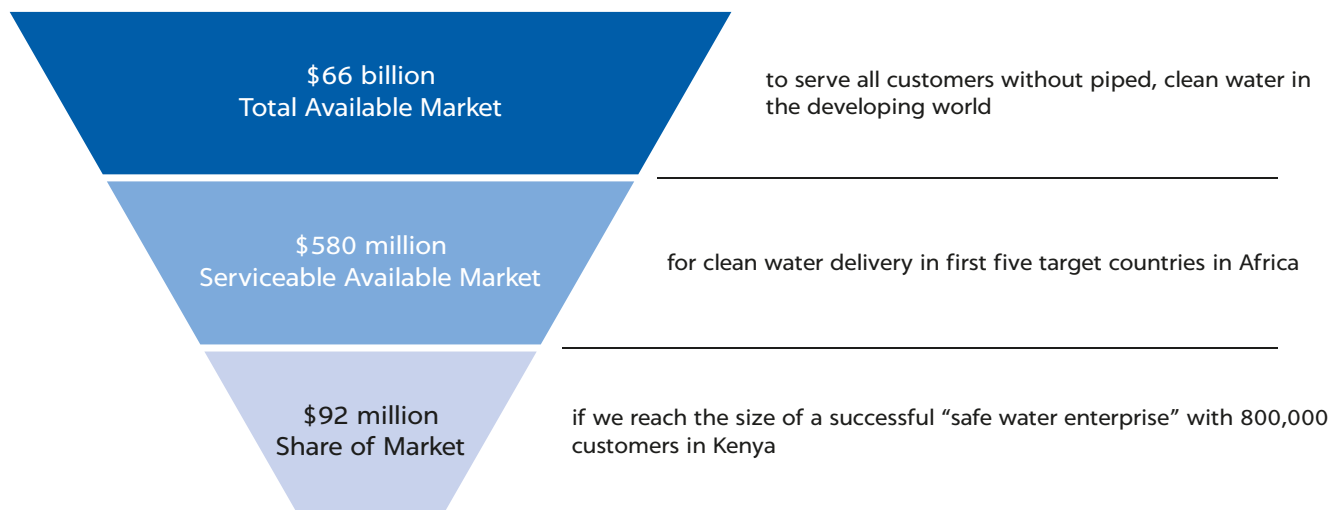 $66 billion
Total Available Market
to serve all customers without piped, clean water in
the developing world
$580 million
Serviceable Available Market
for clean water delivery in first five target countries in Africa
$92 million
Share of Market
if we reach the size of a successful “safe water enterprise” with 800,000
customers in Kenya